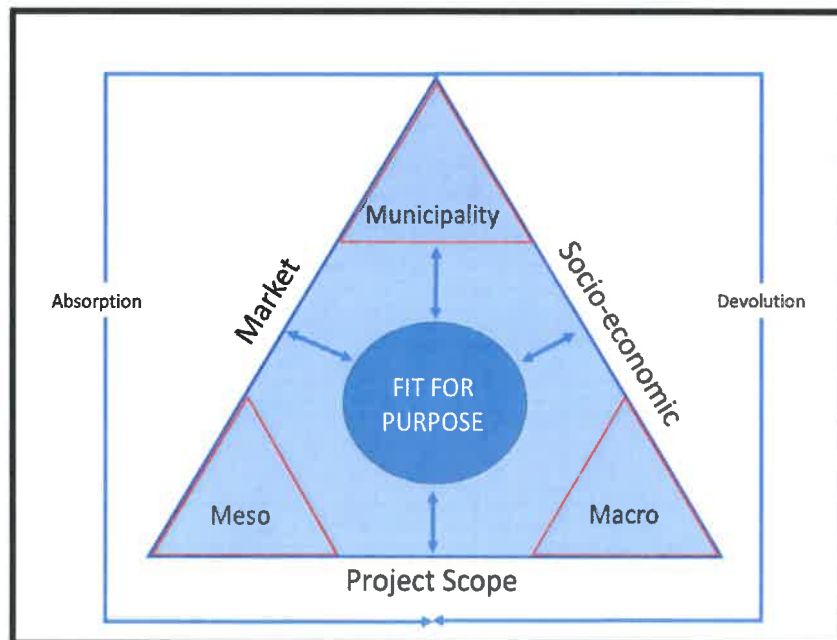 Municipality
Market
Socio-economic
Absorption
Devolution
FIT FOR
PURPOSE
Meso
Macro
Project Scope